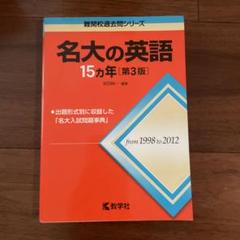 難関校過去問シリーズ
名大の英語
15カ年[第3版]
●出題形式別に収録した
「名大入試問題事典」
from 1998 to 2012
教学社